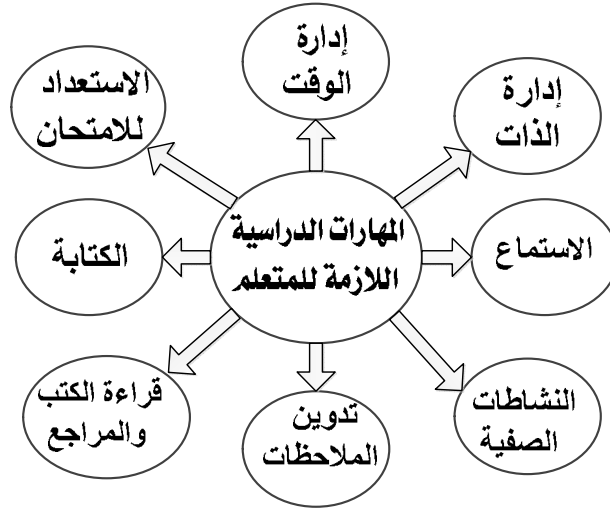 إدارة
الوقت
إدارة
الذات
الاستماع
النشاطات
الصفية
تدوين
الملاحظات
قراءة الكتب
والمراجع
الكتابة
الاستعداد
للامتحان
المهارات الدراسية
اللازمة للمتعلم